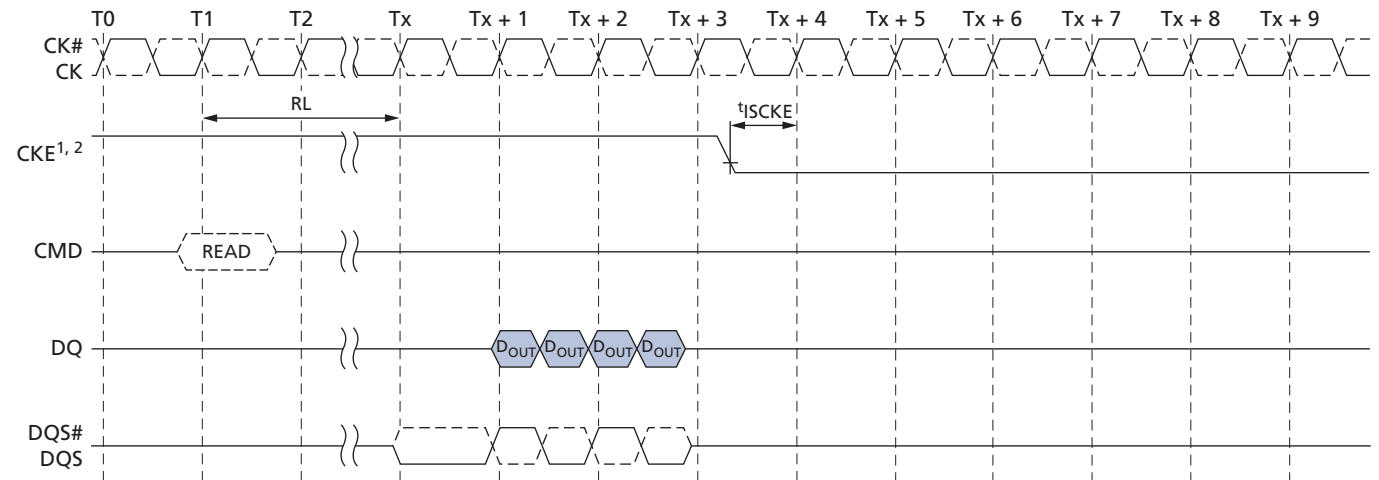 T0 T1 T2 Tx Tx + 1 Tx + 2 Tx + 3 Tx + 4 Tx + 5 Tx + 6 Tx + 7 Tx + 8 Tx + 9
CK#
CK
RL
tISCKE
CKE1, 2
CMD
READ
DQ
DOUT DOUT DOUT DOUT
DQS#
DQS